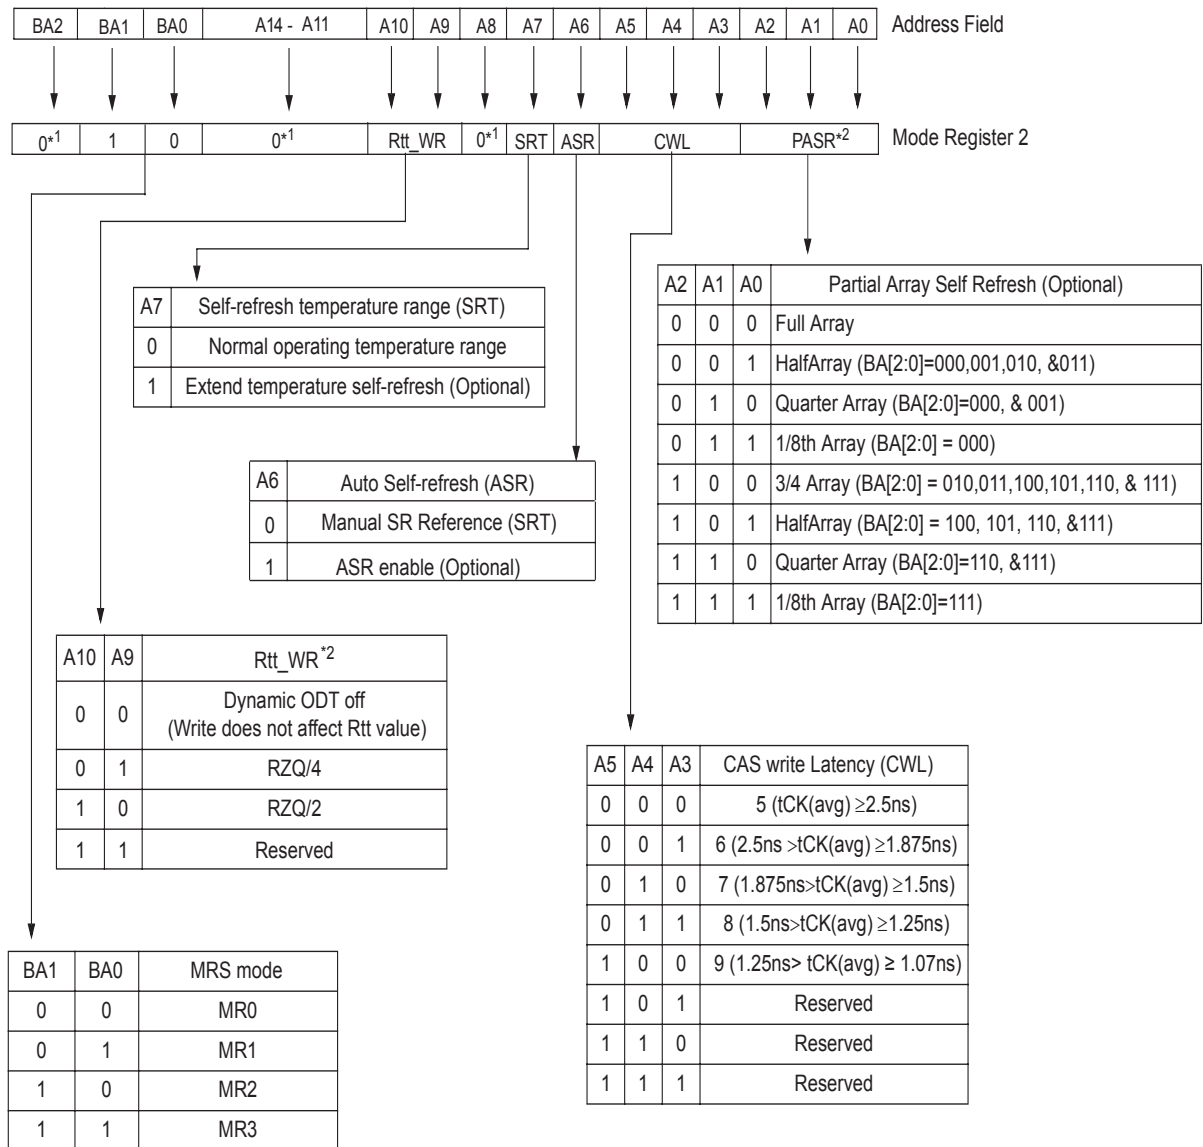 BA2 BA1 BA0 A14 - A11 A10 A9 A8 A7 A6 A5 A4 A3 A2 A1 A0 Address Field
0*1 1 0 0*1 Rtt_WR 0*1 SRT ASR CWL PASR*2 Mode Register 2
A7 Self-refresh temperature range (SRT)
0 Normal operating temperature range
1 Extend temperature self-refresh (Optional)
A2 A1 A0 Partial Array Self Refresh (Optional)
0 0 0 Full Array
0 0 1 HalfArray (BA[2:0]=000,001,010, &011)
0 1 0 Quarter Array (BA[2:0]=000, & 001)
0 1 1 1/8th Array (BA[2:0] = 000)
1 0 0 3/4 Array (BA[2:0] = 010,011,100,101,110, & 111)
1 0 1 HalfArray (BA[2:0] = 100, 101, 110, &111)
1 1 0 Quarter Array (BA[2:0]=110, &111)
1 1 1 1/8th Array (BA[2:0]=111)
A6 Auto Self-refresh (ASR)
0 Manual SR Reference (SRT)
1 ASR enable (Optional)
A10 A9 Rtt_WR*2
0 0 Dynamic ODT off
(Write does not affect Rtt value)
0 1 RZQ/4
1 0 RZQ/2
1 1 Reserved
A5 A4 A3 CAS write Latency (CWL)
0 0 0 5 (tCK(avg) ≥2.5ns)
0 0 1 6 (2.5ns >tCK(avg) ≥1.875ns)
0 1 0 7 (1.875ns>tCK(avg) ≥1.5ns)
0 1 1 8 (1.5ns>tCK(avg) ≥1.25ns)
1 0 0 9 (1.25ns> tCK(avg) ≥ 1.07ns)
1 0 1 Reserved
1 1 0 Reserved
1 1 1 Reserved
BA1 BA0 MRS mode
0 0 MR0
0 1 MR1
1 0 MR2
1 1 MR3